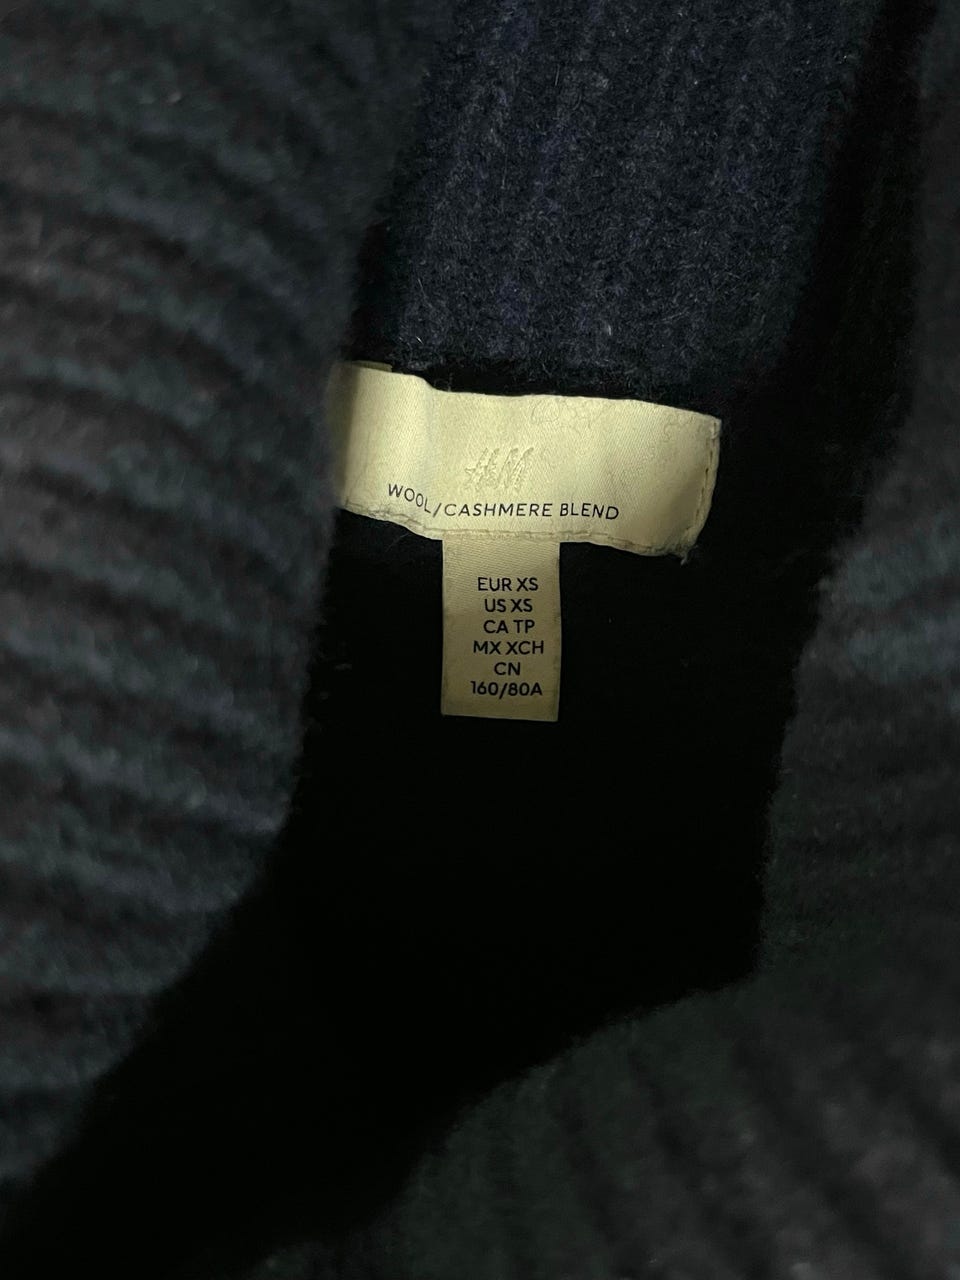 H&M
WOOL/CASHMERE BLEND
EUR XS
US XS
CA TP
MX XCH
CN
160/80A